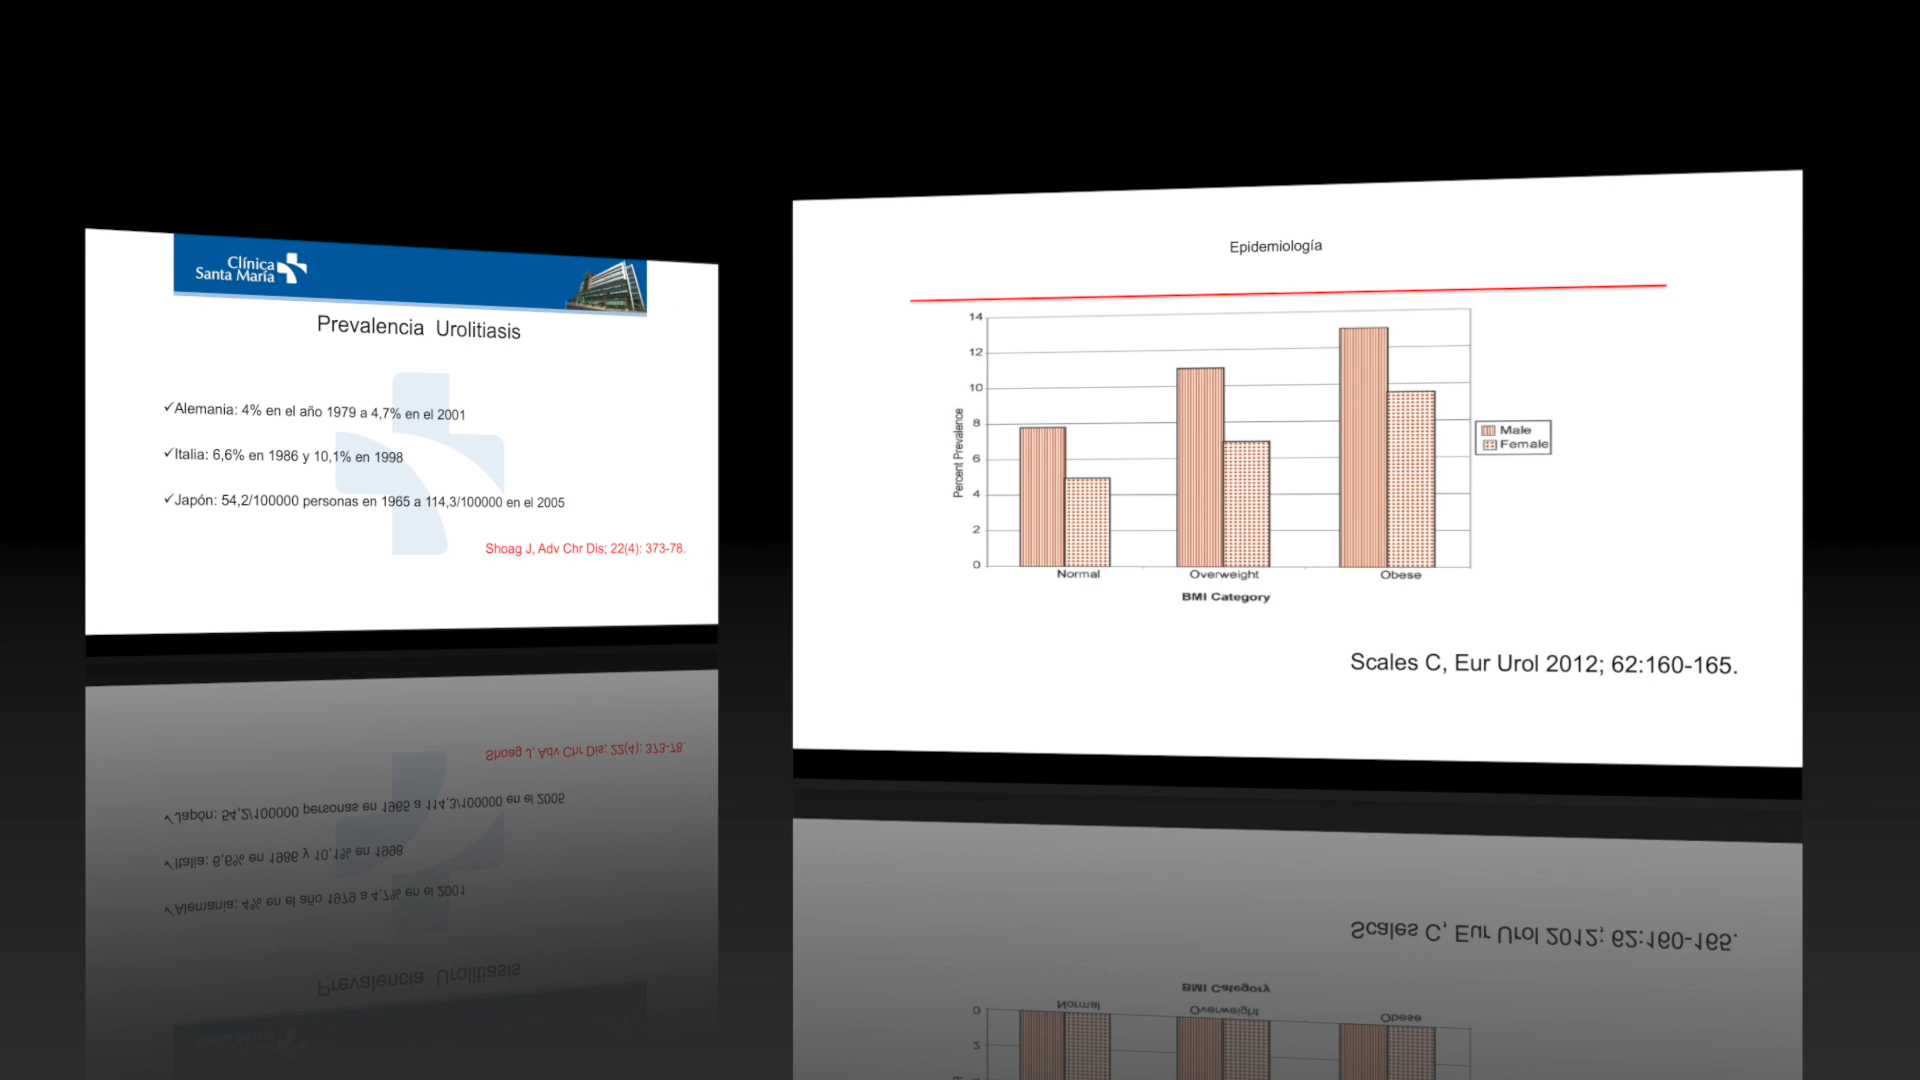 Clínica
Santa María
Prevalencia Urolitiasis
✓Alemania: 4% en el año 1979 a 4,7% en el 2001
✓Italia: 6,6% en 1986 y 10,1% en 1998
✓Japón: 54,2/100000 personas en 1965 a 114,3/100000 en el 2005
Shoag J, Adv Chr Dis; 22(4): 373-78.
Epidemiología
14
12
10
8
6
4
2
0
Percent Prevalence
Male
Female
Normal
Overweight
Obese
BMI Category
Scales C, Eur Urol 2012; 62:160-165.